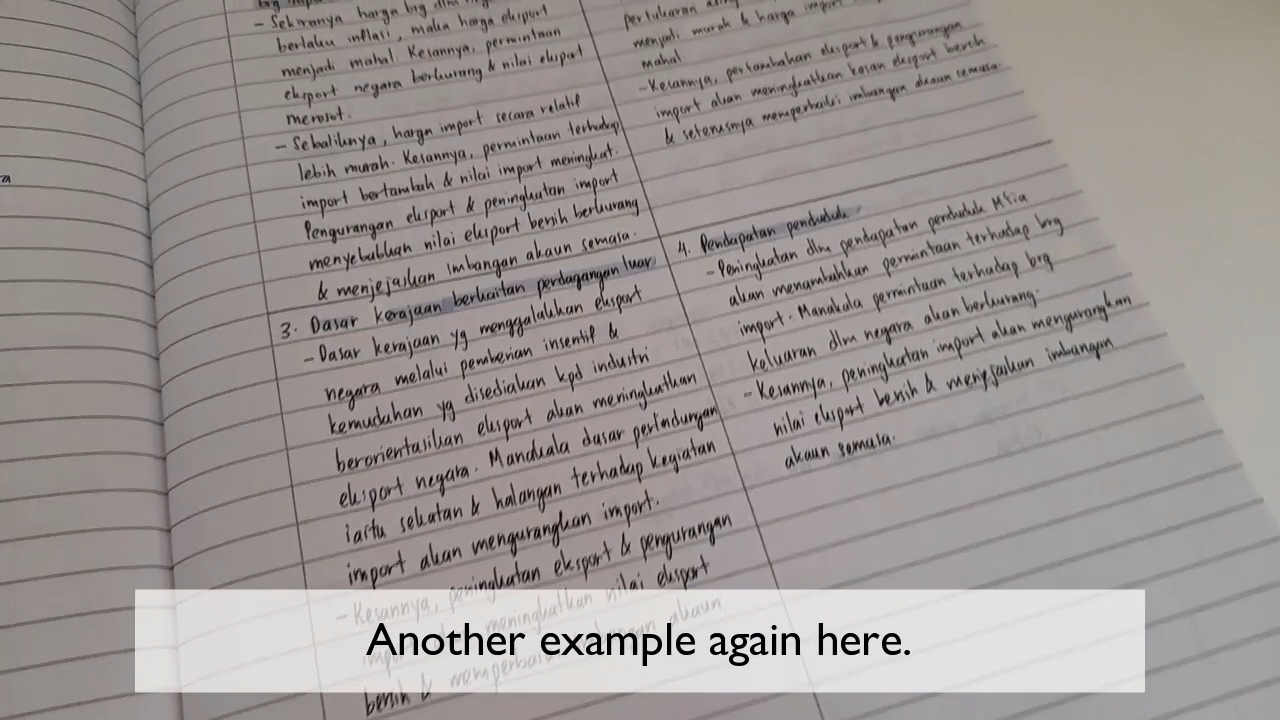 - Sekiranya harga brg dlm
berlaku inflasi, maka harga eksport
menjadi mahal. Kesannya, permintaan
eksport negara berkurang & nilai eksport
merosot.
- Sebaliknya, harga import secara relatif
lebih murah. Kesannya, permintaan terhadap
import bertambah & nilai import meningkat.
Pengurangan eksport & peningkatan import
menyebabkan nilai eksport bersih berkurang
& menjejaskan imbangan akaun semasa.
3. Dasar kerajaan berkaitan perdagangan luar
- Dasar kerajaan yg menggalakkan eksport
negara melalui pemberian insentif &
kemudahan yg disediakan kpd industri
berorientasikan eksport akan meningkatkan
eksport negara. Manakala dasar perlindungan
iaitu sekatan & halangan terhadap kegiatan
import akan mengurangkan import.
- Kesannya, peningkatan eksport & pengurangan
import meningkatkan nilai eksport
bersih & memperbaiki imbangan akaun
pertukaran asing
menjadi murah & harga import
mahal
- Kesannya, pertambahan eksport & pengurangan
import akan meningkatkan eksport bersih
& seterusnya memperbaiki imbangan akaun semasa.
4. Pendapatan penduduk
- Peningkatan dlm pendapatan penduduk M'sia
akan menambahkan permintaan terhadap brg
import. Manakala permintaan terhadap brg
keluaran dlm negara akan berkurang.
- Kesannya, peningkatan import akan mengurangkan
nilai eksport bersih & menjejaskan imbangan
akaun semasa.
Another example again here.